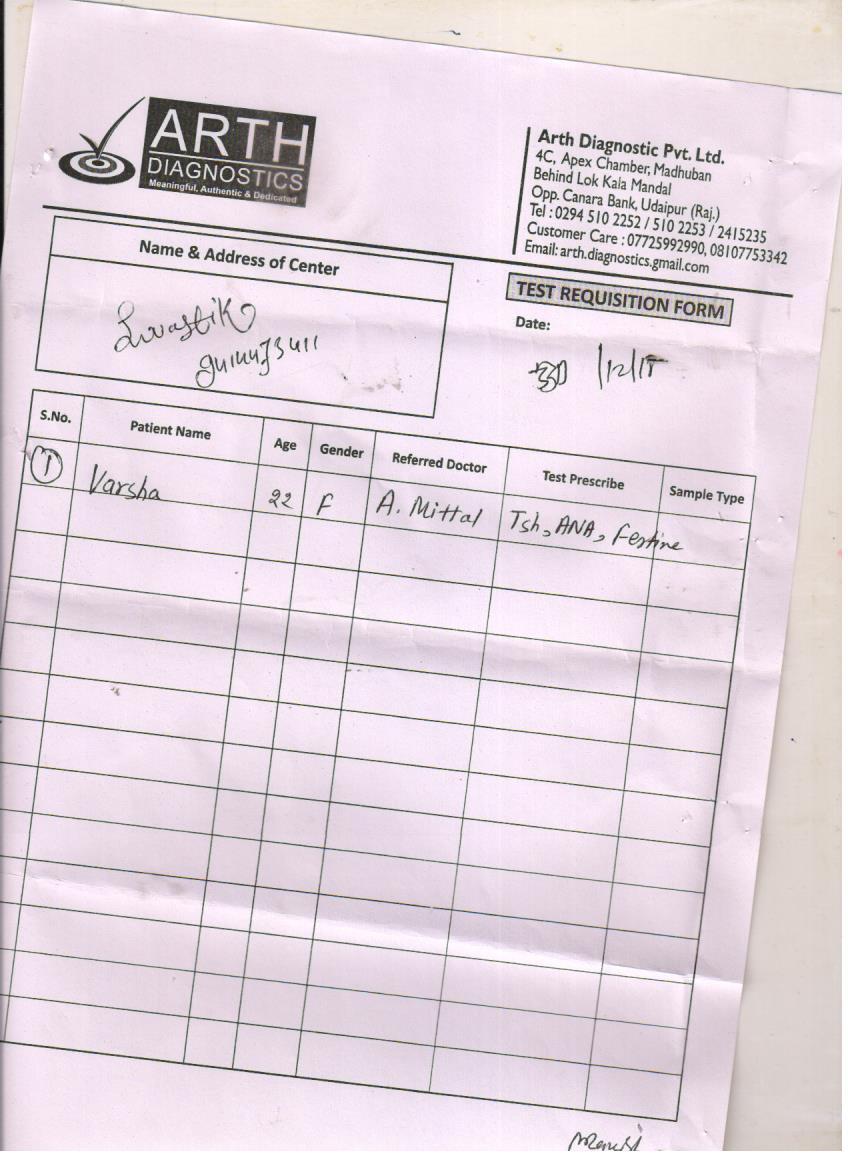 ARTH
DIAGNOSTICS
Meaningful, Authentic & Dedicated
Arth Diagnostic Pvt. Ltd.
4C, Apex Chamber, Madhuban
Behind Lok Kala Mandal
Opp. Canara Bank, Udaipur (Raj.)
Tel : 0294 510 2252 / 510 2253 / 2415235
Customer Care : 07725992990, 08107753342
Email: arth.diagnostics.gmail.com
Name & Address of Center
Swastik
TEST REQUISITION FORM
Date:
/12/15
S.No. Patient Name Age Gender Referred Doctor Test Prescribe Sample Type
1 Varsha 22 F A. Mittal Tsh, ANA,